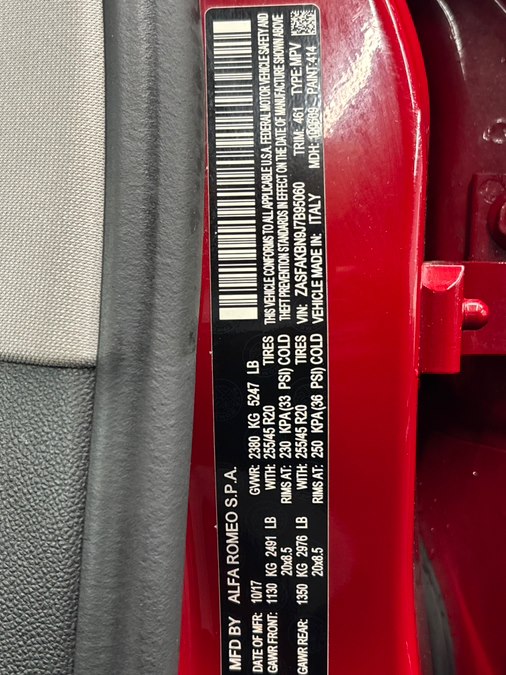 MFD BY ALFA ROMEO S.P.A.
DATE OF MFR: 10/17 GVWR: 2380 KG 5247 LB
GAWR FRONT: 1130 KG 2491 LB WITH: 255/45 R20 TIRES
20x8.5 RIMS AT: 230 KPA(33 PSI) COLD
GAWR REAR: 1350 KG 2976 LB WITH: 255/45 R20 TIRES
20x8.5 RIMS AT: 250 KPA(36 PSI) COLD
THIS VEHICLE CONFORMS TO ALL APPLICABLE U.S.A. FEDERAL MOTOR VEHICLE SAFETY AND
THEFT PREVENTION STANDARDS IN EFFECT ON THE DATE OF MANUFACTURE SHOWN ABOVE
VIN: ZASFAKBN9J7B95060 TRIM: 461 TYPE: MPV
VEHICLE MADE IN: ITALY MDH: PAINT: 414